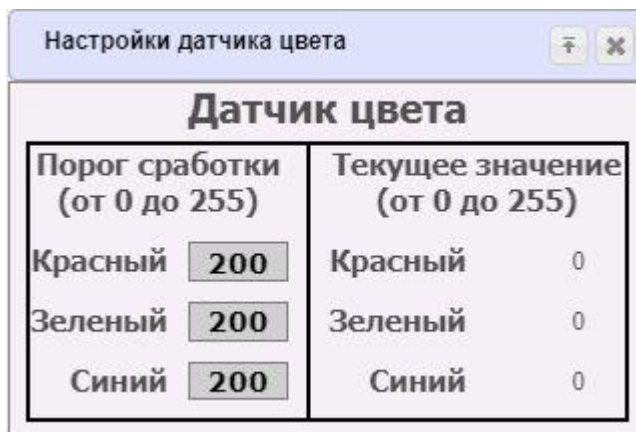 Настройки датчика цвета
Датчик цвета
Порог сработки
(от 0 до 255)
Красный 200
Зеленый 200
Синий 200
Текущее значение
(от 0 до 255)
Красный 0
Зеленый 0
Синий 0